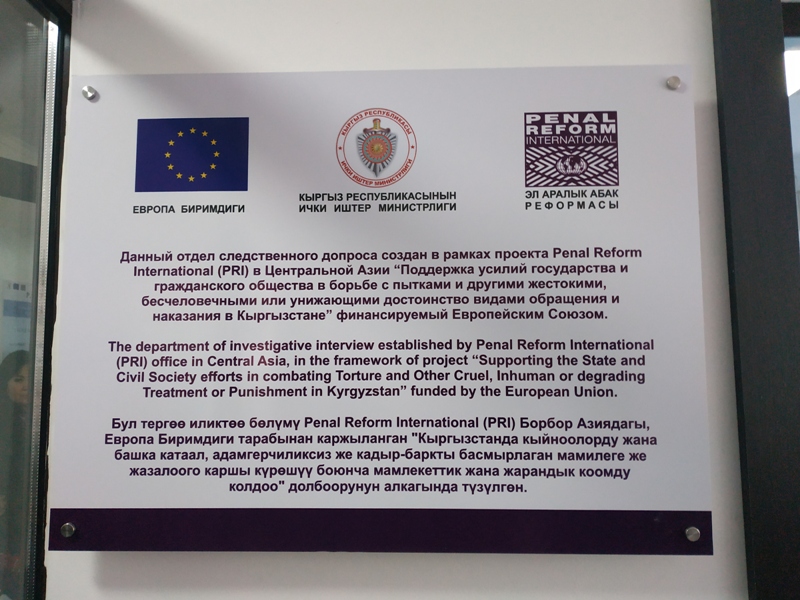 ЕВРОПА БИРИМДИГИ
КЫРГЫЗ РЕСПУБЛИКАСЫ
ИЧКИ ИШТЕР МИНИСТРЛИГИ
КЫРГЫЗ РЕСПУБЛИКАСЫНЫН
ИЧКИ ИШТЕР МИНИСТРЛИГИ
PENAL
REFORM
INTERNATIONAL
ЭЛ АРАЛЫК АБАК
РЕФОРМАСЫ
Данный отдел следственного допроса создан в рамках проекта Penal Reform
International (PRI) в Центральной Азии “Поддержка усилий государства и
гражданского общества в борьбе с пытками и другими жестокими,
бесчеловечными или унижающими достоинство видами обращения и
наказания в Кыргызстане” финансируемый Европейским Союзом.
The department of investigative interview established by Penal Reform International
(PRI) office in Central Asia, in the framework of project “Supporting the State and
Civil Society efforts in combating Torture and Other Cruel, Inhuman or degrading
Treatment or Punishment in Kyrgyzstan” funded by the European Union.
Бул тергөө иликтөө бөлүмү Penal Reform International (PRI) Борбор Азиядагы,
Европа Биримдиги тарабынан каржыланган "Кыргызстанда кыйноолорду жана
башка катаал, адамгерчиликсиз же кадыр-баркты басмырлаган мамилеге же
жазалоого каршы күрөшүү боюнча мамлекеттик жана жарандык коомду
колдоо" долбоорунун алкагында түзүлгөн.